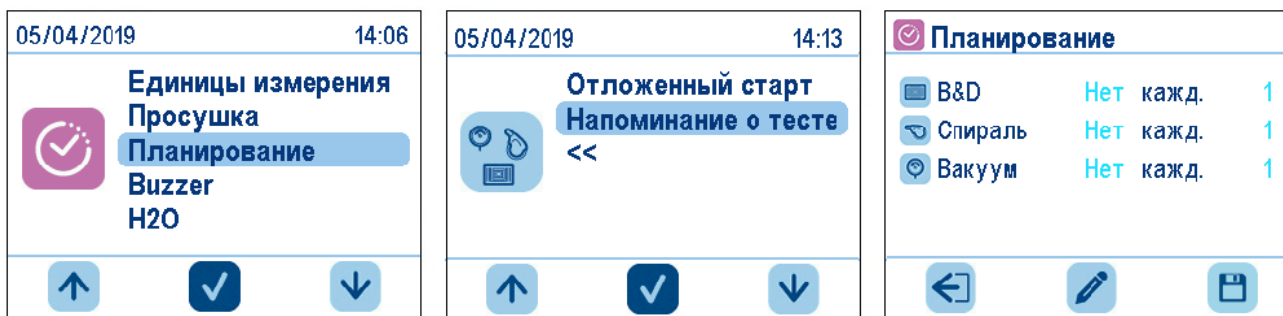 05/04/2019 14:06
Единицы измерения
Просушка
Планирование
Buzzer
H2O
05/04/2019 14:13
Отложенный старт
Напоминание о тесте
<<
Планирование
B&D Нет кажд. 1
Спираль Нет кажд. 1
Вакуум Нет кажд. 1